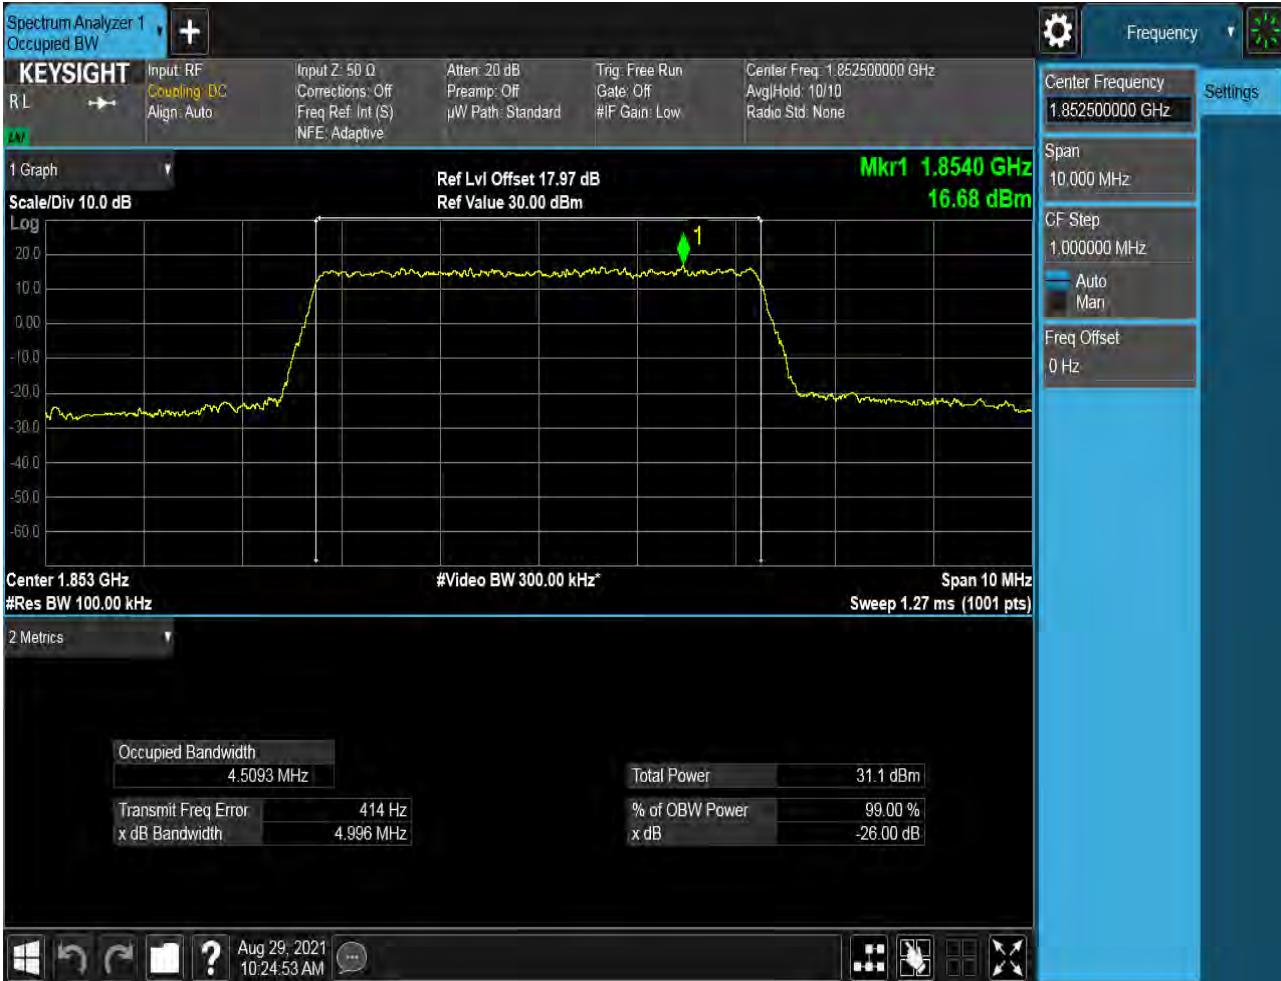 Spectrum Analyzer 1
Occupied BW
Frequency
KEYSIGHT
R L
Input: RF
Coupling: DC
Align: Auto
Input Z: 50 Ω
Corrections: Off
Freq Ref: Int (S)
NFE: Adaptive
Atten: 20 dB
Preamp: Off
µW Path: Standard
Trig: Free Run
Gate: Off
#IF Gain: Low
Center Freq: 1.852500000 GHz
Avg|Hold: 10/10
Radio Std: None
Center Frequency
1.852500000 GHz
Settings
Span
10.000 MHz
CF Step
1.000000 MHz
Auto
Man
Freq Offset
0 Hz
1 Graph
Scale/Div 10.0 dB
Ref Lvl Offset 17.97 dB
Ref Value 30.00 dBm
Mkr1 1.8540 GHz
16.68 dBm
Log
1
20.0
10.0
0.00
-10.0
-20.0
-30.0
-40.0
-50.0
-60.0
Center 1.853 GHz
#Res BW 100.00 kHz
#Video BW 300.00 kHz*
Span 10 MHz
Sweep 1.27 ms (1001 pts)
2 Metrics
Occupied Bandwidth
4.5093 MHz
Transmit Freq Error 414 Hz
x dB Bandwidth 4.996 MHz
Total Power 31.1 dBm
% of OBW Power 99.00 %
x dB -26.00 dB
Aug 29, 2021
10:24:53 AM